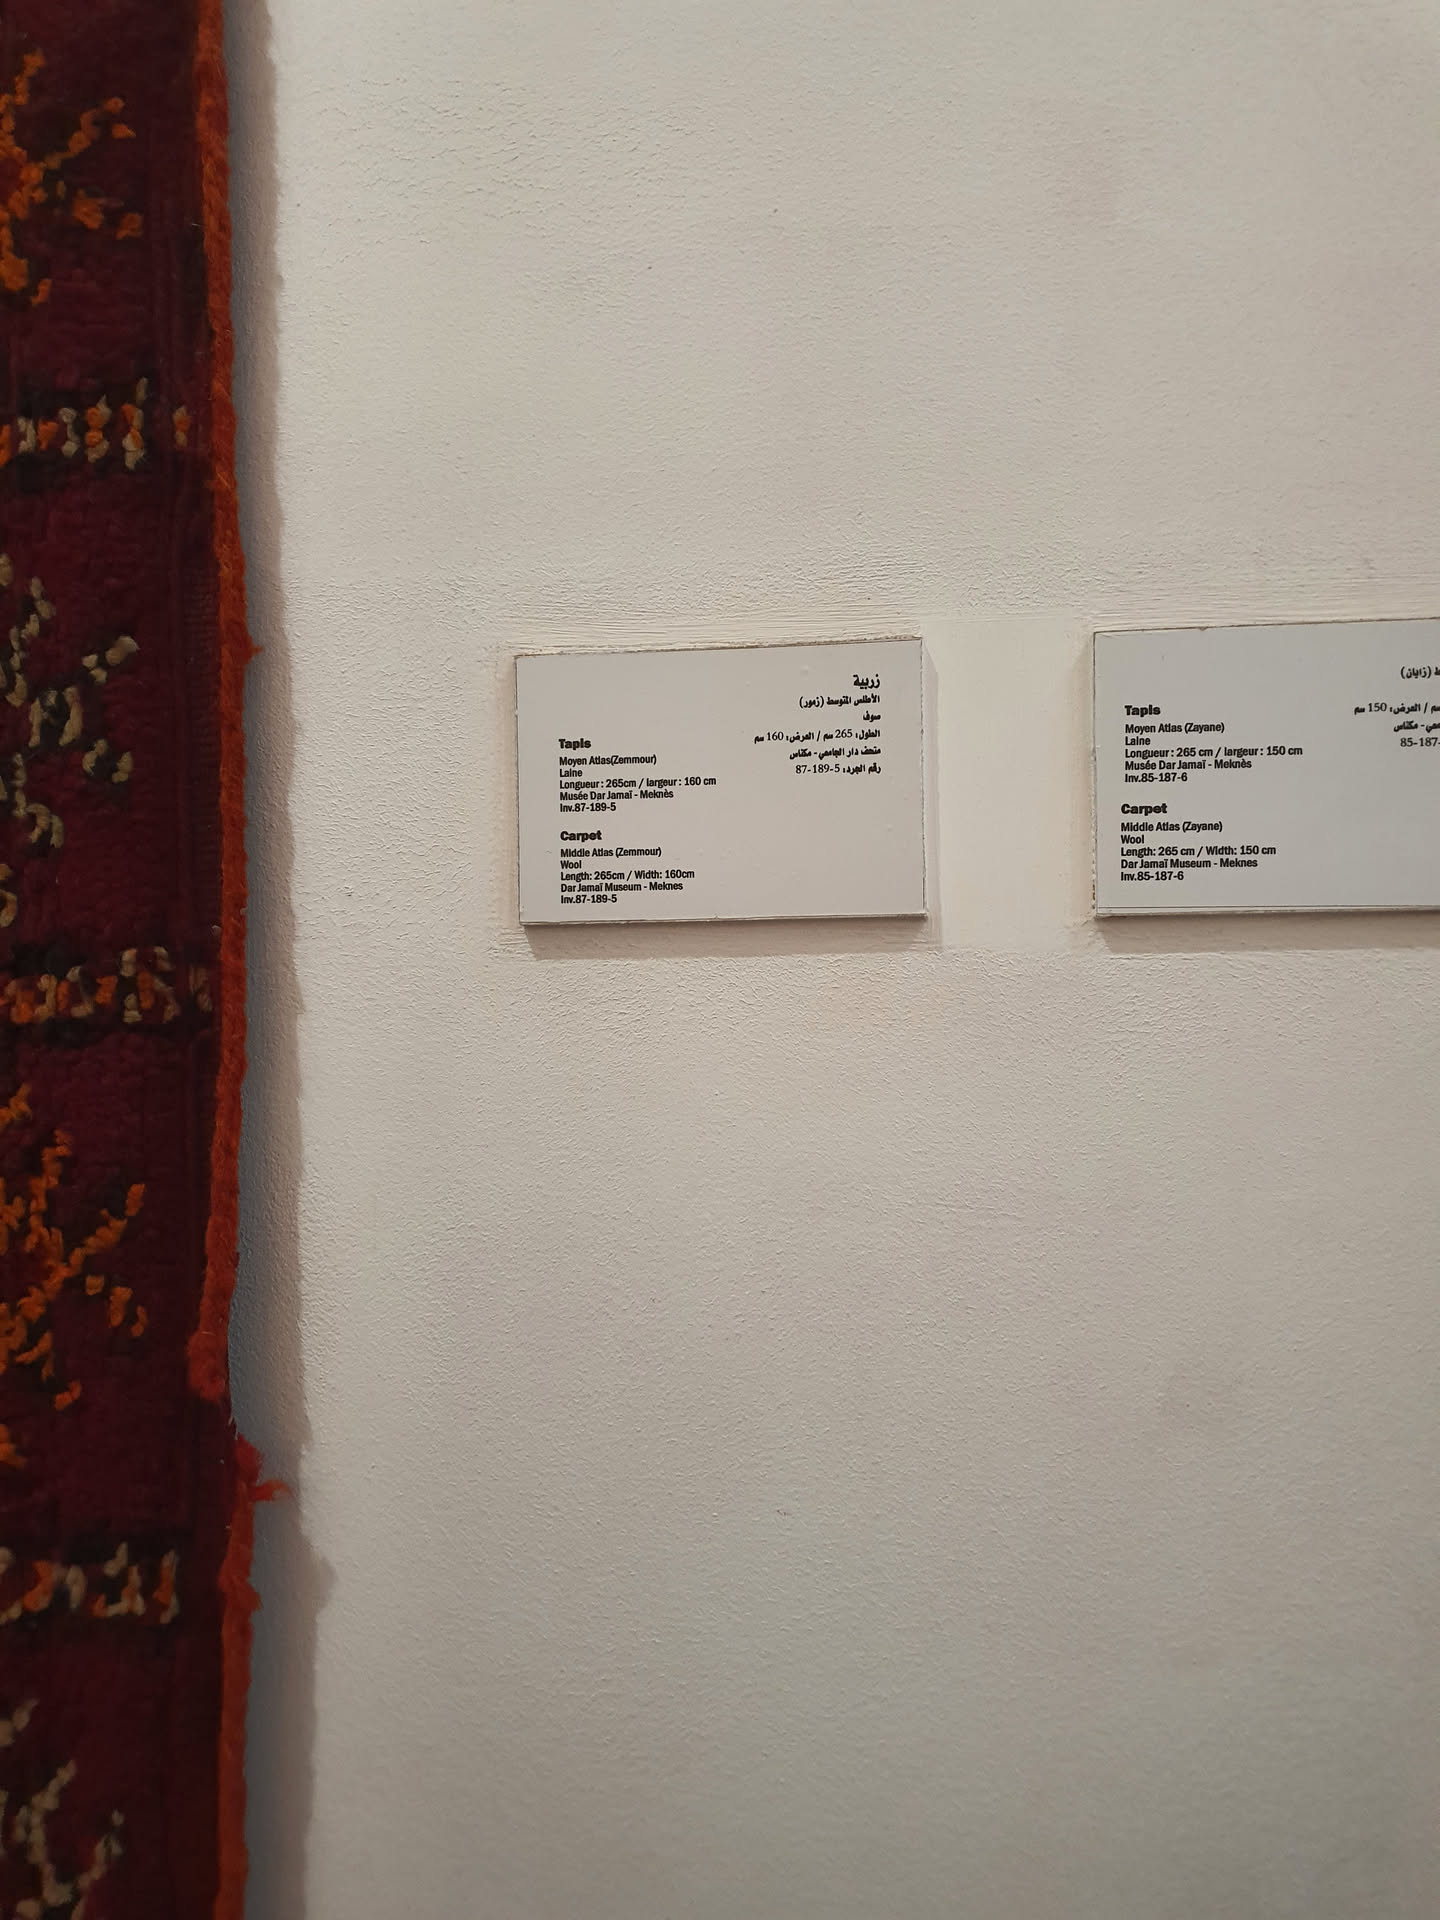 زربية
الأطلس المتوسط (زمور)
صوف
الطول: 265 سم / العرض: 160 سم
متحف دار الجامعي - مكناس
رقم الجرد: 5-189-87
Tapis
Moyen Atlas(Zemmour)
Laine
Longueur : 265cm / largeur : 160 cm
Musée Dar Jamaï - Meknès
Inv.87-189-5
Carpet
Middle Atlas (Zemmour)
Wool
Length: 265cm / Width: 160cm
Dar Jamaï Museum - Meknes
Inv.87-189-5
(زايان)
سم / العرض: 150 سم
مكناس
85-187-
Tapis
Moyen Atlas (Zayane)
Laine
Longueur : 265 cm / largeur : 150 cm
Musée Dar Jamaï - Meknès
Inv.85-187-6
Carpet
Middle Atlas (Zayane)
Wool
Length: 265 cm / Width: 150 cm
Dar Jamaï Museum - Meknes
Inv.85-187-6